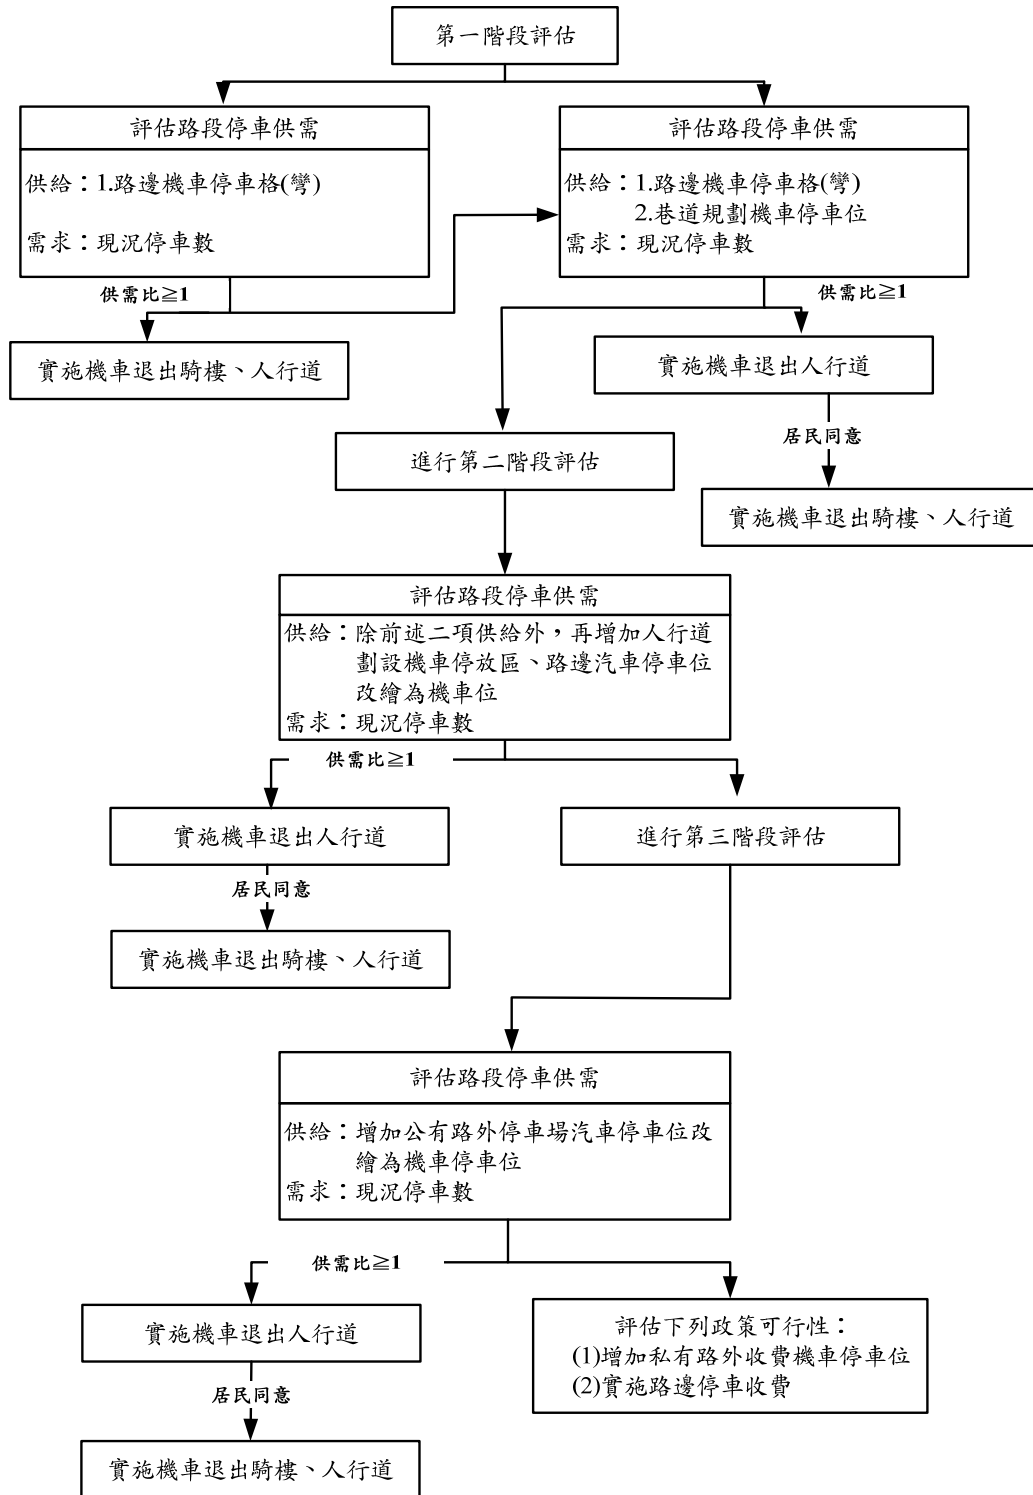 第一階段評估
評估路段停車供需
供給：1.路邊機車停車格(彎)
需求：現況停車數
評估路段停車供需
供給：1.路邊機車停車格(彎)
2.巷道規劃機車停車位
需求：現況停車數
供需比≧1
供需比≧1
實施機車退出騎樓、人行道
實施機車退出人行道
居民同意
進行第二階段評估
實施機車退出騎樓、人行道
評估路段停車供需
供給：除前述二項供給外，再增加人行道
劃設機車停放區、路邊汽車停車位
改繪為機車位
需求：現況停車數
供需比≧1
實施機車退出人行道
進行第三階段評估
居民同意
實施機車退出騎樓、人行道
評估路段停車供需
供給：增加公有路外停車場汽車停車位改
繪為機車停車位
需求：現況停車數
供需比≧1
實施機車退出人行道
評估下列政策可行性：
(1)增加私有路外收費機車停車位
(2)實施路邊停車收費
居民同意
實施機車退出騎樓、人行道